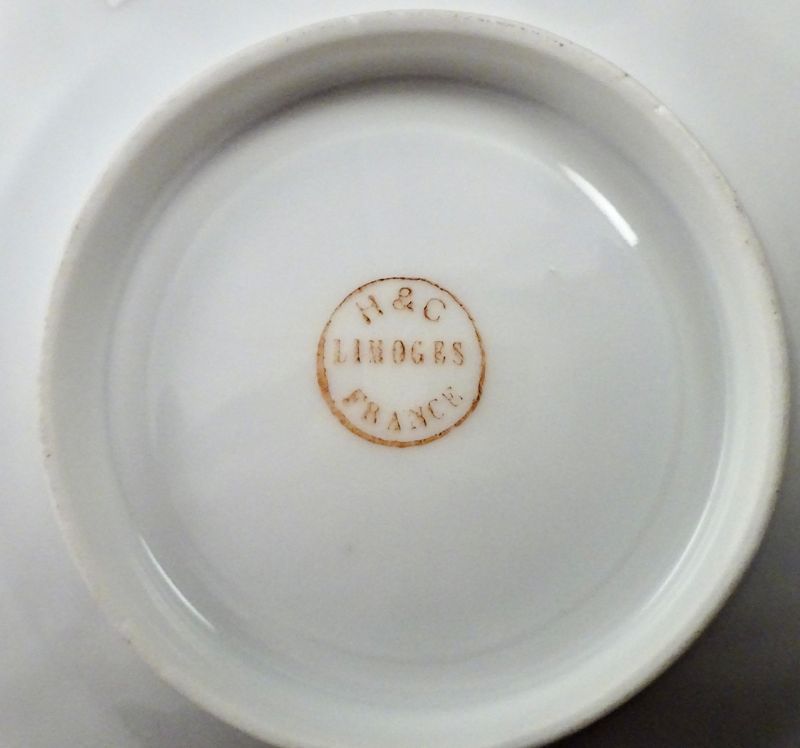 H & C
LIMOGES
FRANCE